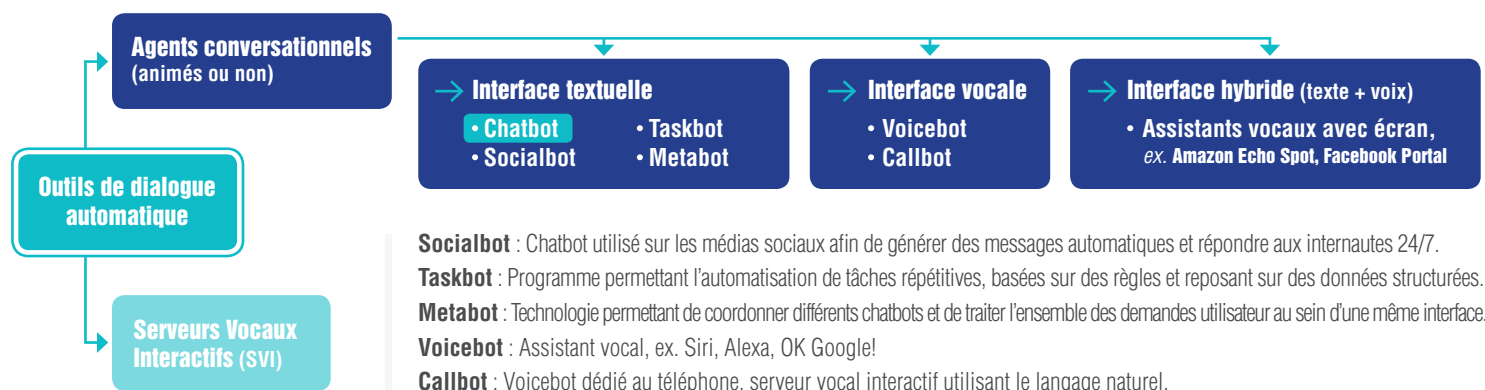 Agents conversationnels
(animés ou non)
→ Interface textuelle
• Chatbot
• Taskbot
• Socialbot
• Metabot
→ Interface vocale
• Voicebot
• Callbot
→ Interface hybride (texte + voix)
• Assistants vocaux avec écran,
ex. Amazon Echo Spot, Facebook Portal
Outils de dialogue
automatique
Serveurs Vocaux
Interactifs (SVI)
Socialbot : Chatbot utilisé sur les médias sociaux afin de générer des messages automatiques et répondre aux internautes 24/7.
Taskbot : Programme permettant l’automatisation de tâches répétitives, basées sur des règles et reposant sur des données structurées.
Metabot : Technologie permettant de coordonner différents chatbots et de traiter l’ensemble des demandes utilisateur au sein d’une même interface.
Voicebot : Assistant vocal, ex. Siri, Alexa, OK Google!
Callbot : Voicebot dédié au téléphone, serveur vocal interactif utilisant le langage naturel.